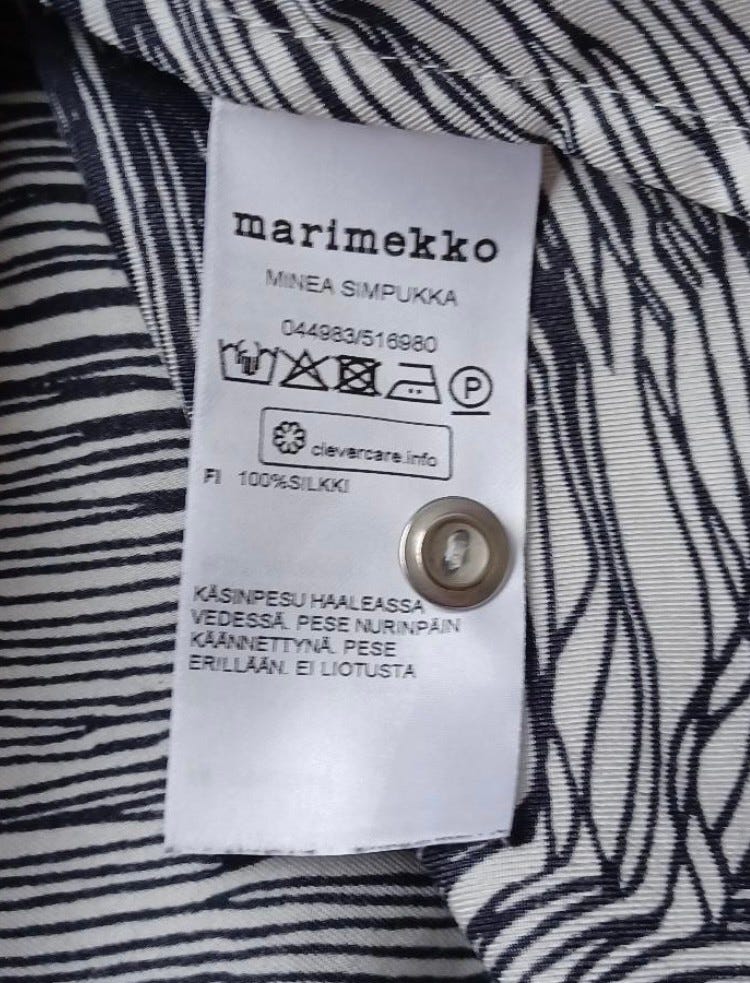 marimekko
MINEA SIMPUKKA
044983/516980
P
clevercare.info
FI 100%SILKKI
KÄSINPESU HAALEASSA
VEDESSÄ. PESE NURINPÄIN
KÄÄNNETTYNÄ. PESE
ERILLÄÄN. EI LIOTUSTA